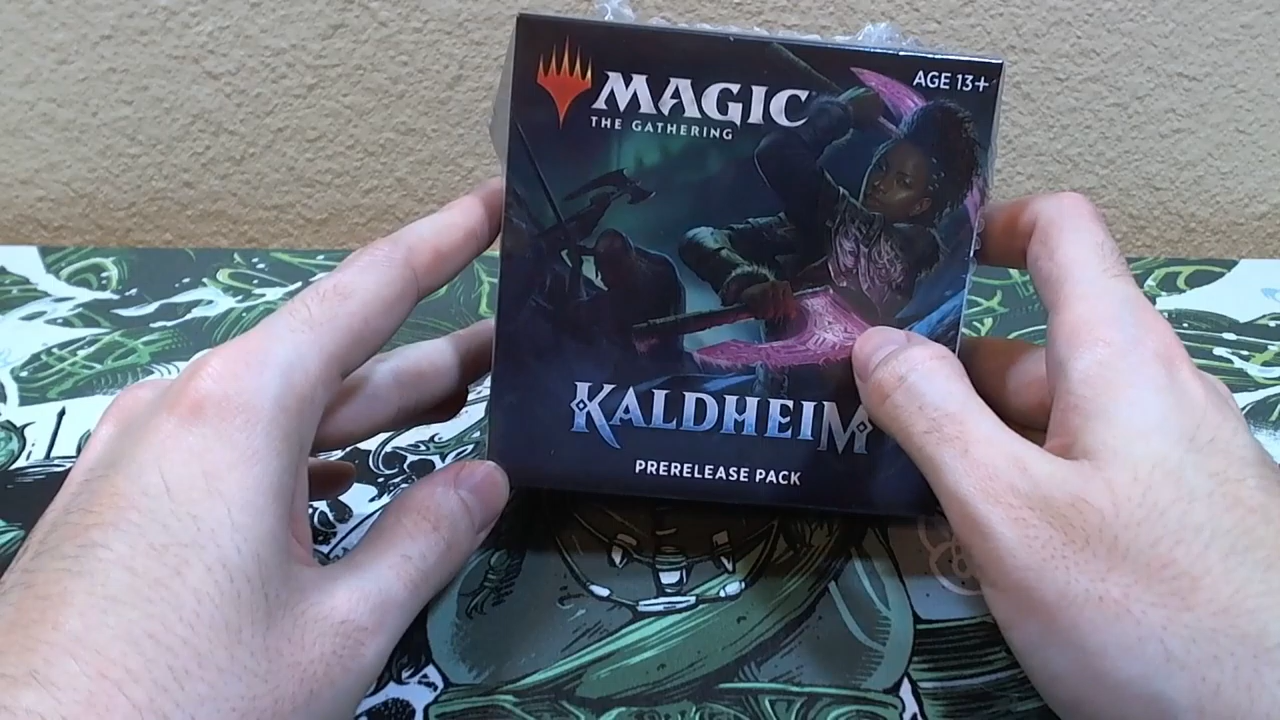 MAGIC
THE GATHERING
AGE 13+
KALDHEIM
PRERELEASE PACK